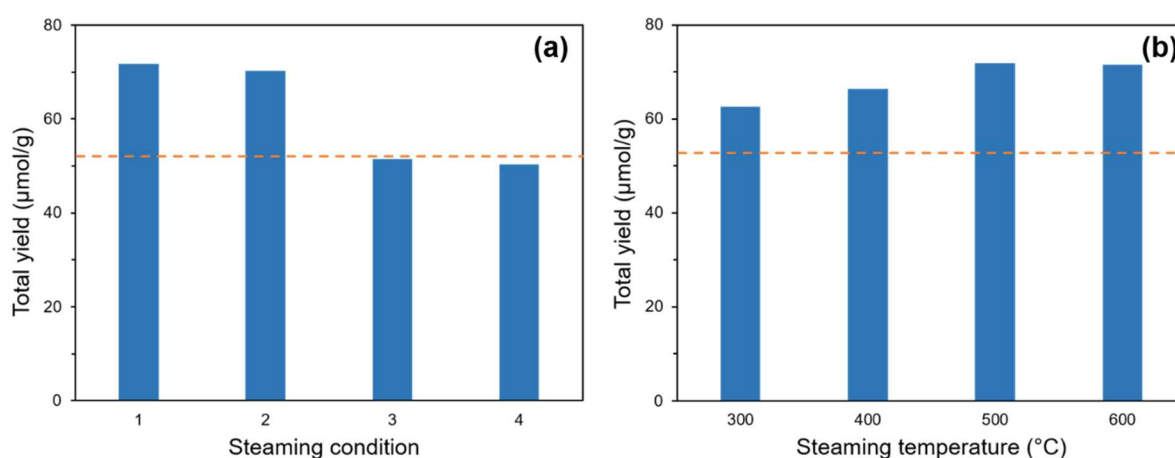 (a)
Total yield (μmol/g)
80
60
40
20
0
1 2 3 4
Steaming condition
(b)
Total yield (μmol/g)
80
60
40
20
0
300 400 500 600
Steaming temperature (°C)